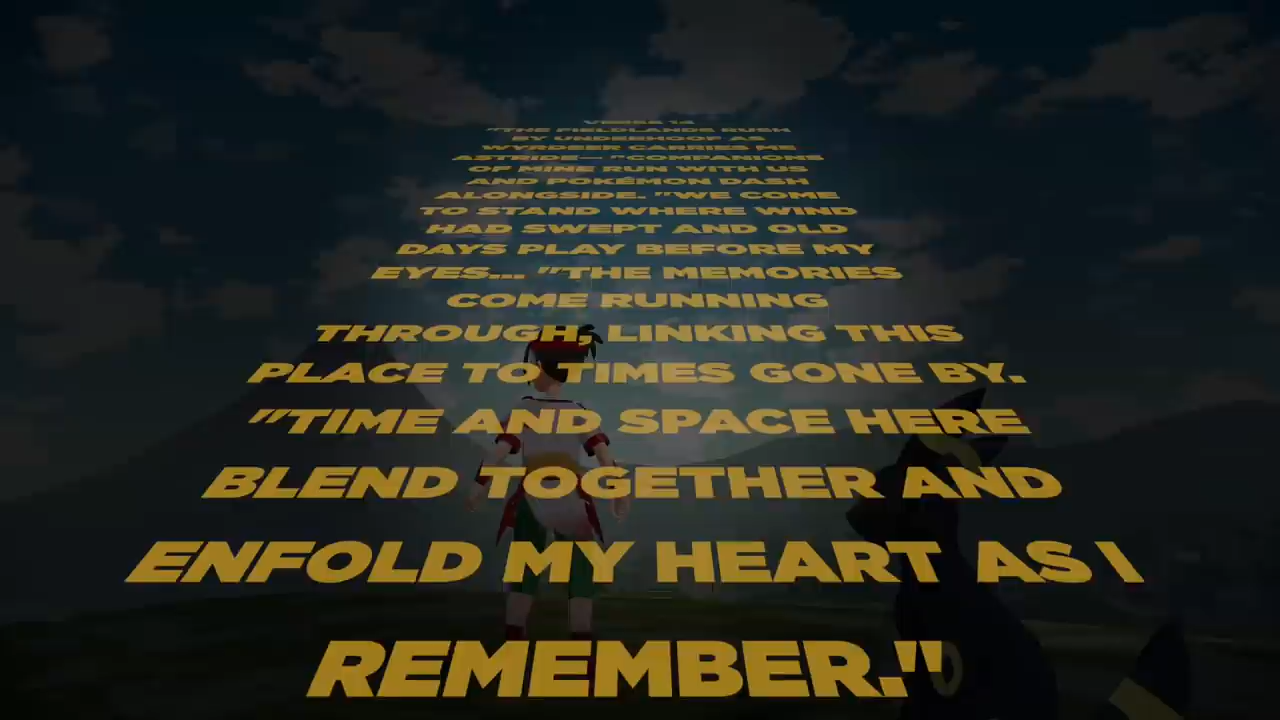 VERSE 14
"THE FIELDLANDS RUSH
BY UNDERHOOF AS
WYRDEER CARRIES ME
ASTRIDE— "COMPANIONS
OF MINE RUN WITH US
AND POKÉMON DASH
ALONGSIDE. "WE COME
TO STAND WHERE WIND
HAD SWEPT AND OLD
DAYS PLAY BEFORE MY
EYES... "THE MEMORIES
COME RUNNING
THROUGH, LINKING THIS
PLACE TO TIMES GONE BY.
"TIME AND SPACE HERE
BLEND TOGETHER AND
ENFOLD MY HEART AS I
REMEMBER."